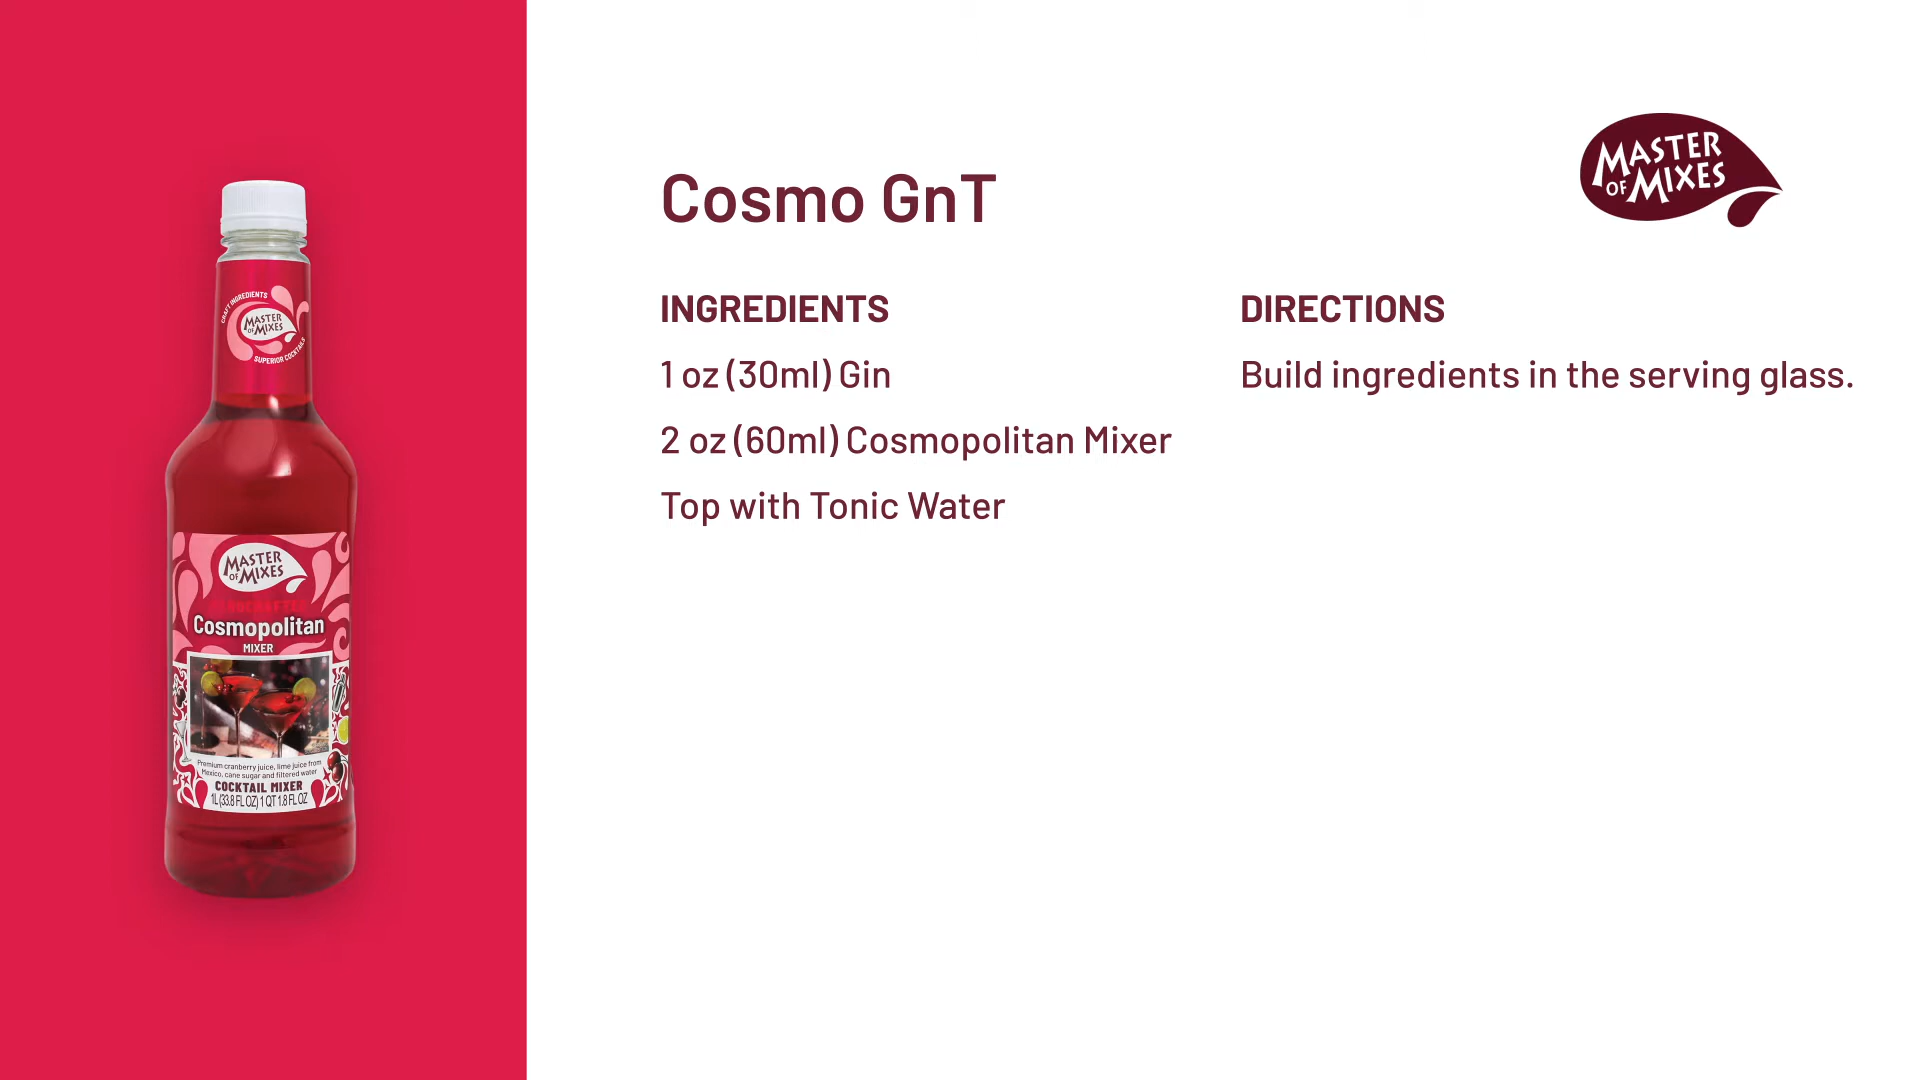 CRAFT INGREDIENTS
MASTER
OF MIXES
SUPERIOR COCKTAILS
MASTER
OF MIXES
HANDCRAFTED
Cosmopolitan
MIXER
Premium cranberry juice, lime juice from
Mexico, cane sugar and filtered water
COCKTAIL MIXER
1L (33.8 FL OZ) 1 QT 1.8 FL OZ
Cosmo GnT
MASTER
OF MIXES
INGREDIENTS
1 oz (30ml) Gin
2 oz (60ml) Cosmopolitan Mixer
Top with Tonic Water
DIRECTIONS
Build ingredients in the serving glass.